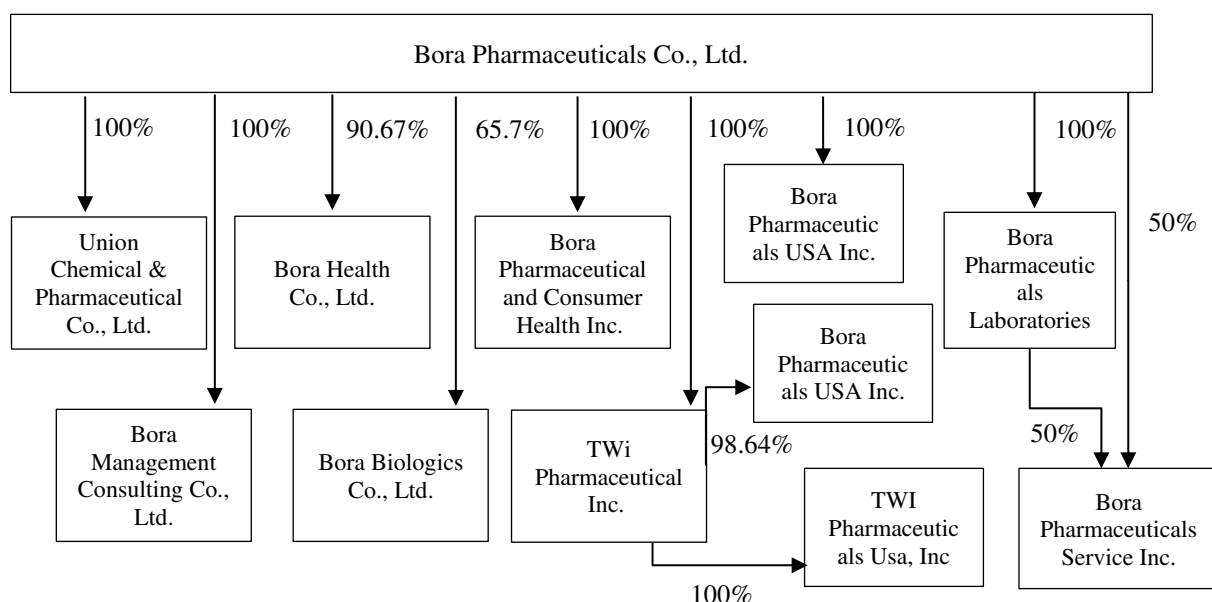 Bora Pharmaceuticals Co., Ltd.
100%
100%
90.67%
65.7%
100%
100%
100%
100%
50%
Union
Chemical &
Pharmaceutical
Co., Ltd.
Bora Health
Co., Ltd.
Bora
Pharmaceutical
and Consumer
Health Inc.
Bora
Pharmaceutic
als USA Inc.
Bora
Pharmaceutic
als
Laboratories
Bora
Pharmaceutic
als USA Inc.
Bora
Management
Consulting Co.,
Ltd.
Bora Biologics
Co., Ltd.
TWi
Pharmaceutical
Inc.
98.64%
50%
TWI
Pharmaceutic
als Usa, Inc
Bora
Pharmaceuticals
Service Inc.
100%